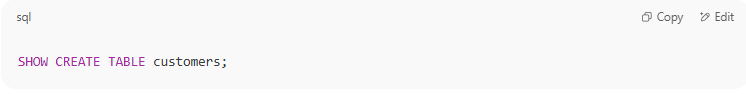 sql Copy Edit
SHOW CREATE TABLE customers;